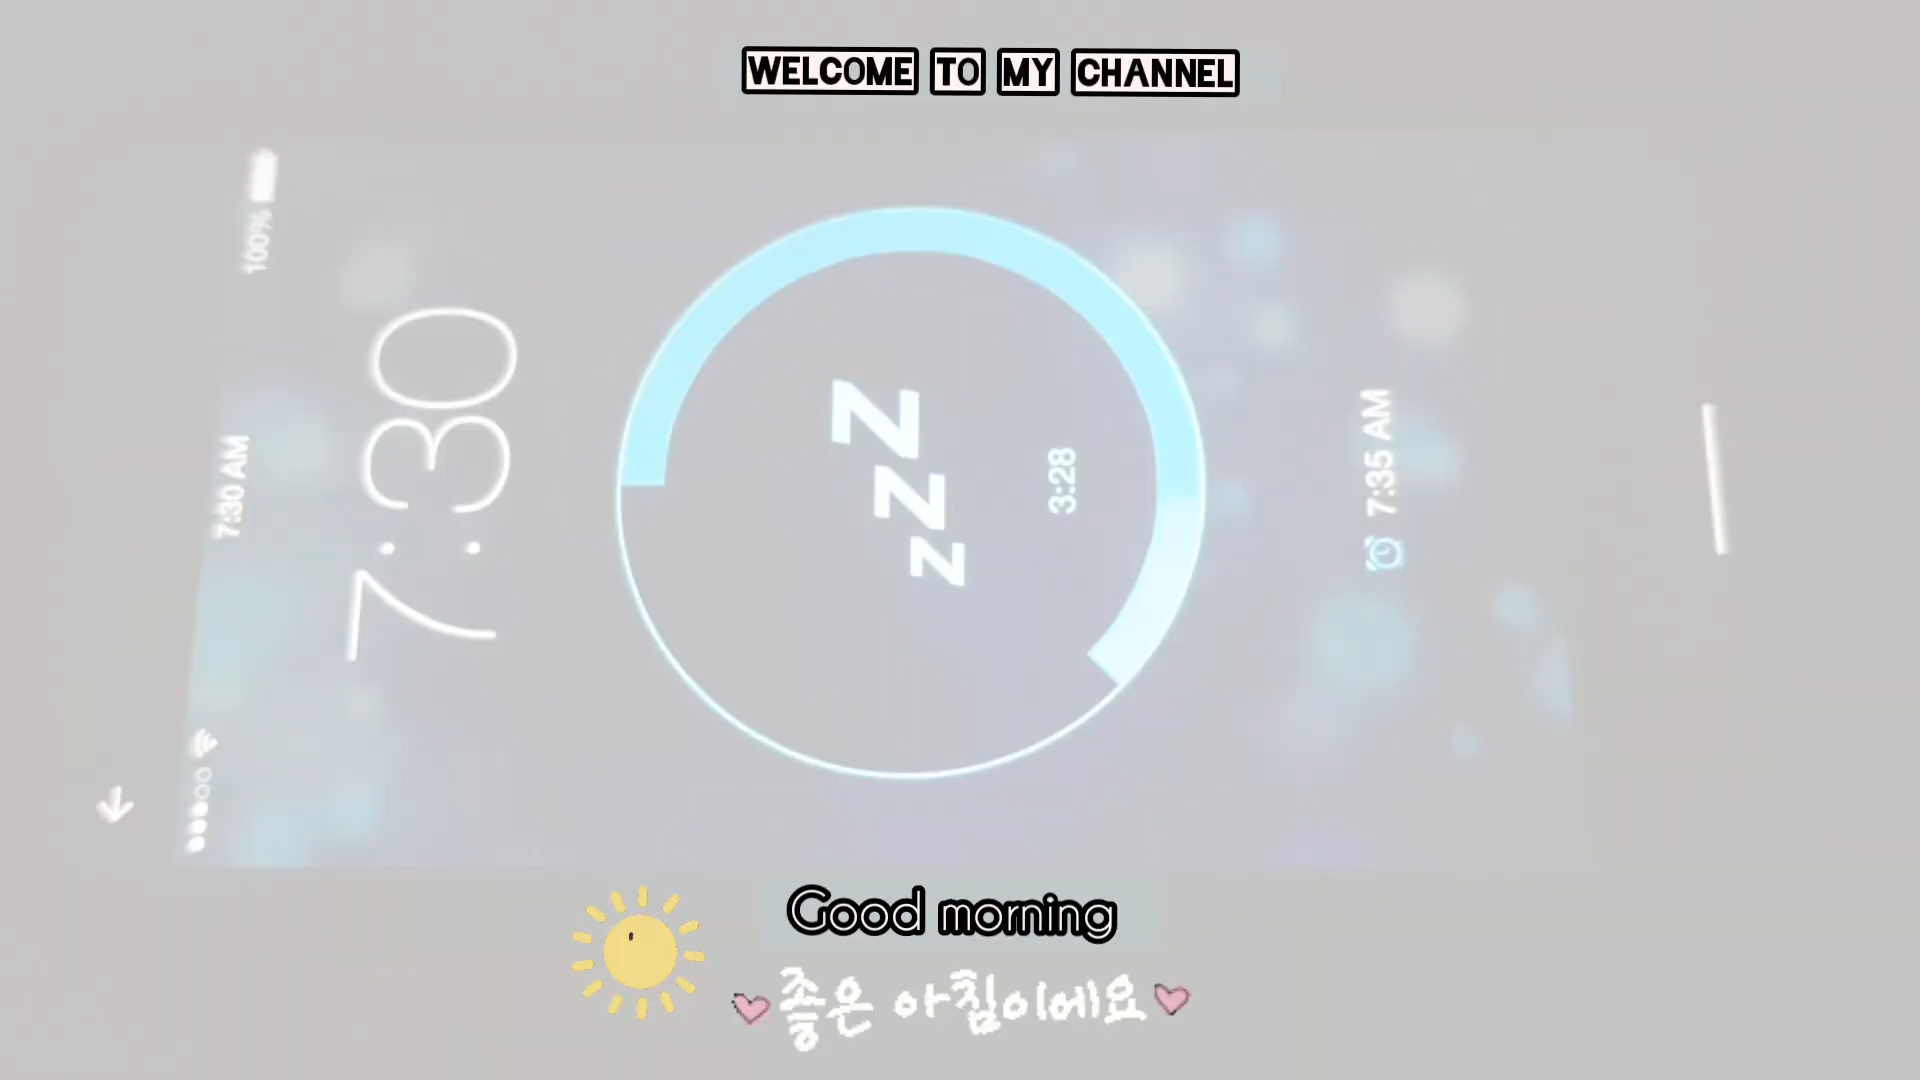 WELCOME TO MY CHANNEL
7:30 AM
100%
7:30
zzZ
3:28
7:35 AM
Good morning
좋은 아침이에요